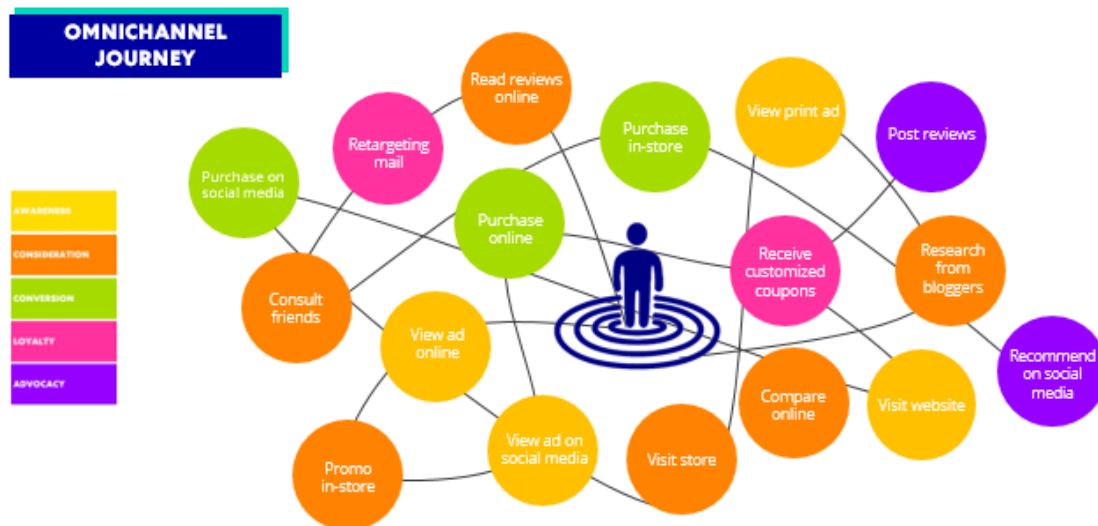 OMNICHANNEL
JOURNEY
Read reviews
online
View print ad
Purchase
in-store
Post reviews
Retargeting
mail
Purchase on
social media
AWARENESS
CONSIDERATION
CONVERSION
LOYALTY
ADVOCACY
Purchase
online
Receive
customized
coupons
Research
from
bloggers
Consult
friends
View ad
online
Recommend
on social
media
Compare
online
Visit website
View ad on
social media
Visit store
Promo
in-store